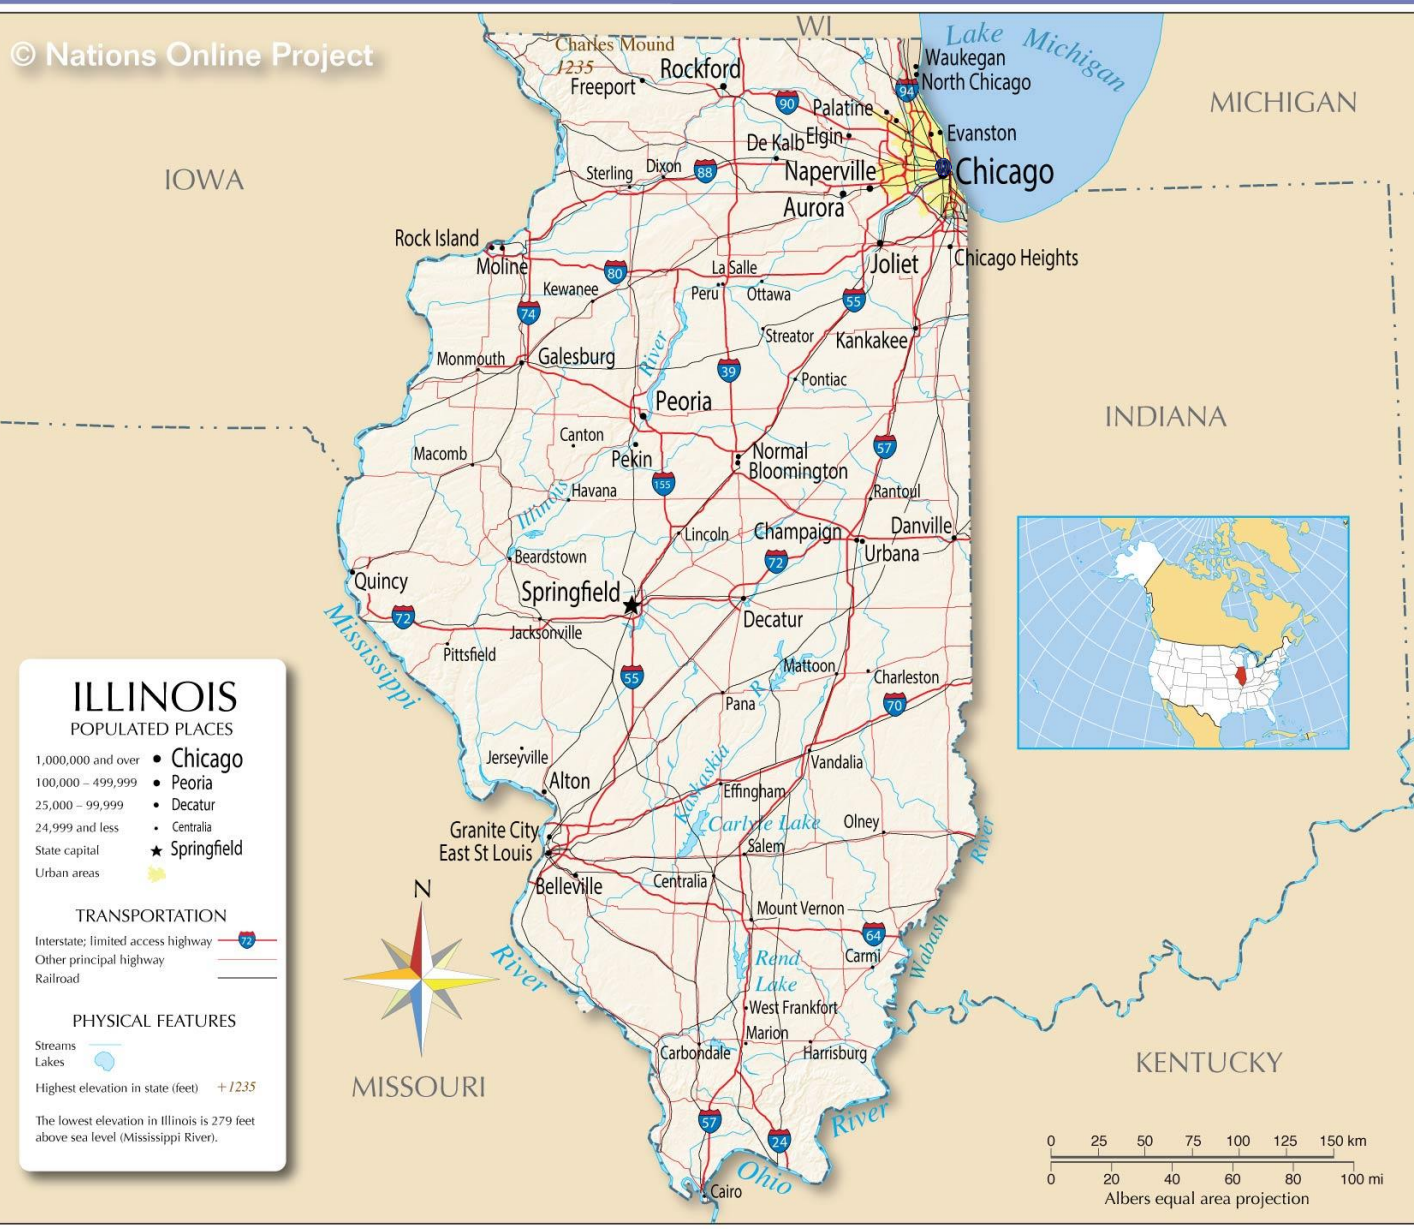 © Nations Online Project
WI
Lake Michigan
Charles Mound
1235
Rockford
Freeport
Waukegan
North Chicago
94
90
Palatine
MICHIGAN
Elgin
Evanston
De Kalb
IOWA
Sterling
Dixon
88
Naperville
Chicago
Aurora
Rock Island
Moline
80
La Salle
Joliet
Chicago Heights
Kewanee
Peru
Ottawa
55
74
Streator
Kankakee
River
Monmouth
Galesburg
39
Pontiac
Peoria
INDIANA
Canton
Macomb
Pekin
Normal
Bloomington
57
155
Havana
Rantoul
Illinois
Lincoln
Champaign
Danville
Urbana
Beardstown
72
Quincy
Springfield
72
Decatur
Jacksonville
Mississippi
Pittsfield
55
Mattoon
Charleston
R
Pana
70
Jerseyville
Vandalia
Kaskaskia
Alton
Effingham
Carlyle Lake
Olney
Granite City
East St Louis
Salem
River
Belleville
Centralia
Mount Vernon
64
Wabash
Carmi
Rend
Lake
River
West Frankfort
Marion
Carbondale
Harrisburg
KENTUCKY
MISSOURI
N
57
24
River
Ohio
Cairo
ILLINOIS
POPULATED PLACES
1,000,000 and over Chicago
100,000 – 499,999 Peoria
25,000 – 99,999 Decatur
24,999 and less Centralia
State capital Springfield
Urban areas
TRANSPORTATION
Interstate; limited access highway 72
Other principal highway
Railroad
PHYSICAL FEATURES
Streams
Lakes
Highest elevation in state (feet) +1235
The lowest elevation in Illinois is 279 feet
above sea level (Mississippi River).
0 25 50 75 100 125 150 km
0 20 40 60 80 100 mi
Albers equal area projection